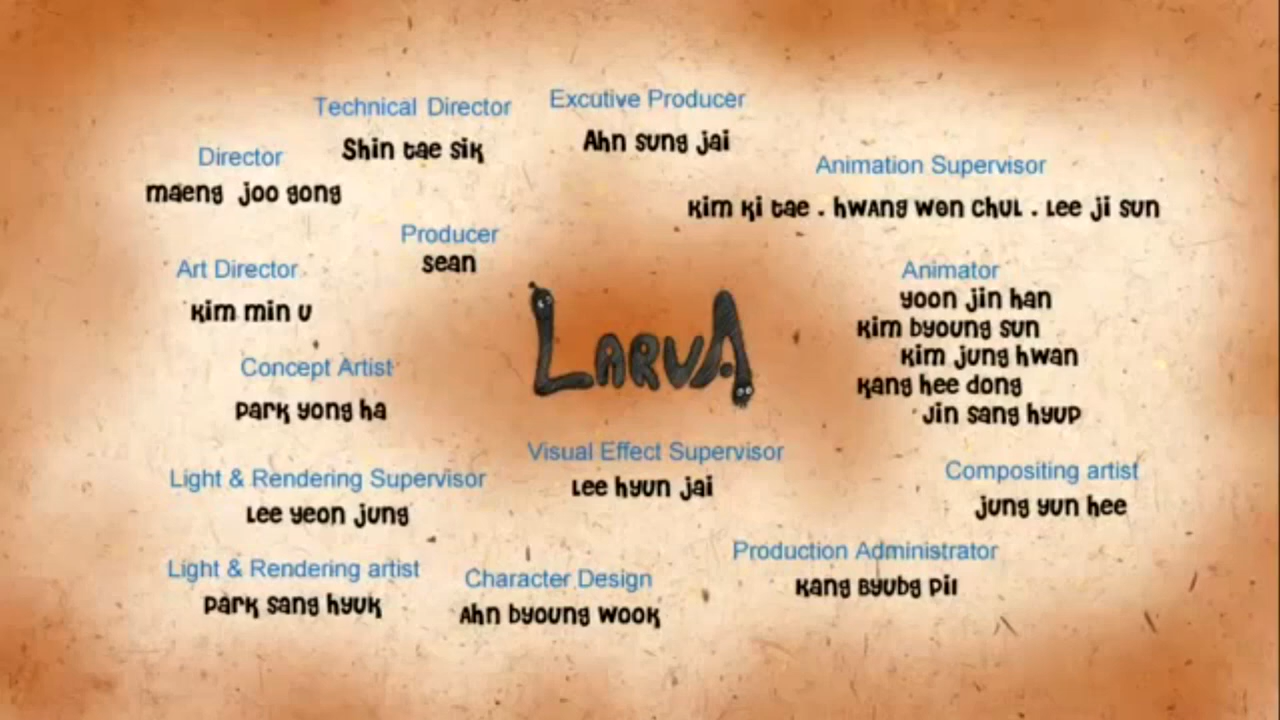 Technical Director
Shin tae sik
Excutive Producer
Ahn sung jai
Director
maeng joo gong
Animation Supervisor
kim ki tae . hwang won chul . Lee ji sun
Producer
sean
Art Director
kim min u
Animator
yoon jin han
kim byoung sun
kim jung hwan
kang hee dong
jin sang hyup
LARVA
Concept Artist
park yong ha
Visual Effect Supervisor
Lee hyun jai
Light & Rendering Supervisor
Lee yeon jung
Compositing artist
jung yun hee
Production Administrator
kang Byubg pil
Light & Rendering artist
park sang hyuk
Character Design
Ahn byoung wook